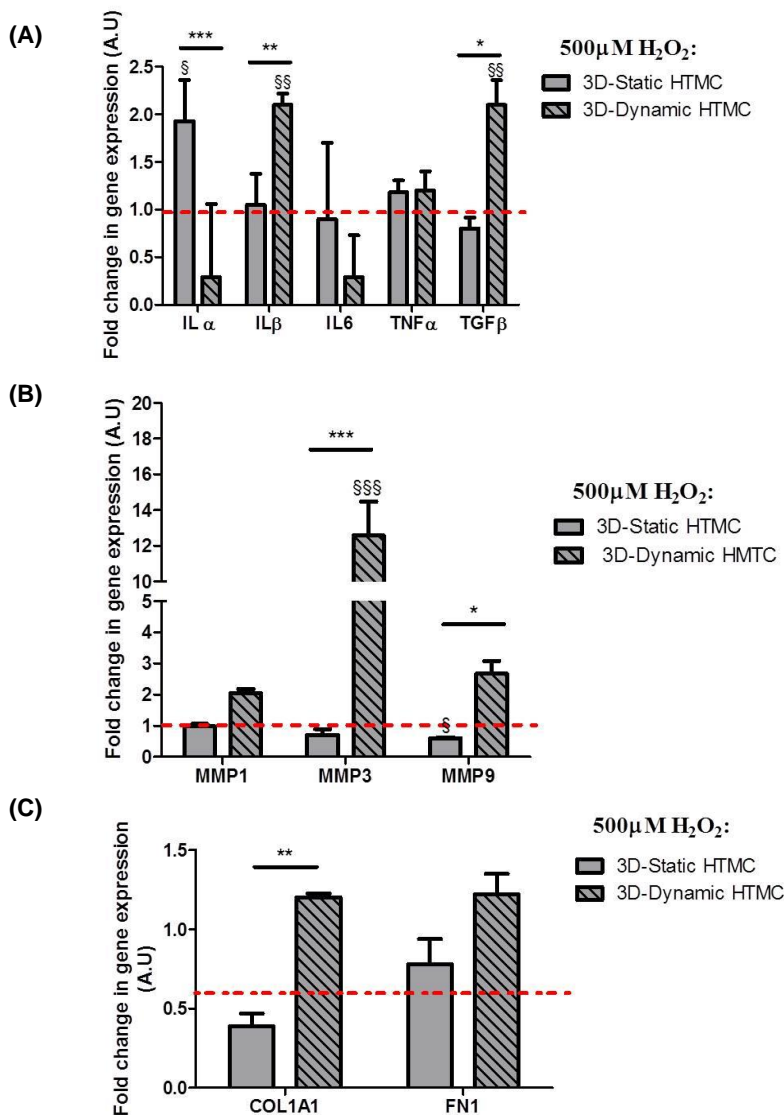 (A)
Fold change in gene expression (A.U)
2.5
2.0
1.5
1.0
0.5
0.0
***
**
*
§
§§
§§
IL α
ILβ
IL6
TNFα
TGFβ
500μM H₂O₂:
3D-Static HTMC
3D-Dynamic HTMC
(B)
Fold change in gene expression (A.U)
20
18
16
14
12
10
5
4
3
2
1
0
***
§§§
*
§
MMP1
MMP3
MMP9
500μM H₂O₂:
3D-Static HTMC
3D-Dynamic HMTC
(C)
Fold change in gene expression
(A.U)
1.5
1.0
0.5
0.0
**
COL1A1
FN1
500μM H₂O₂:
3D-Static HTMC
3D-Dynamic HTMC